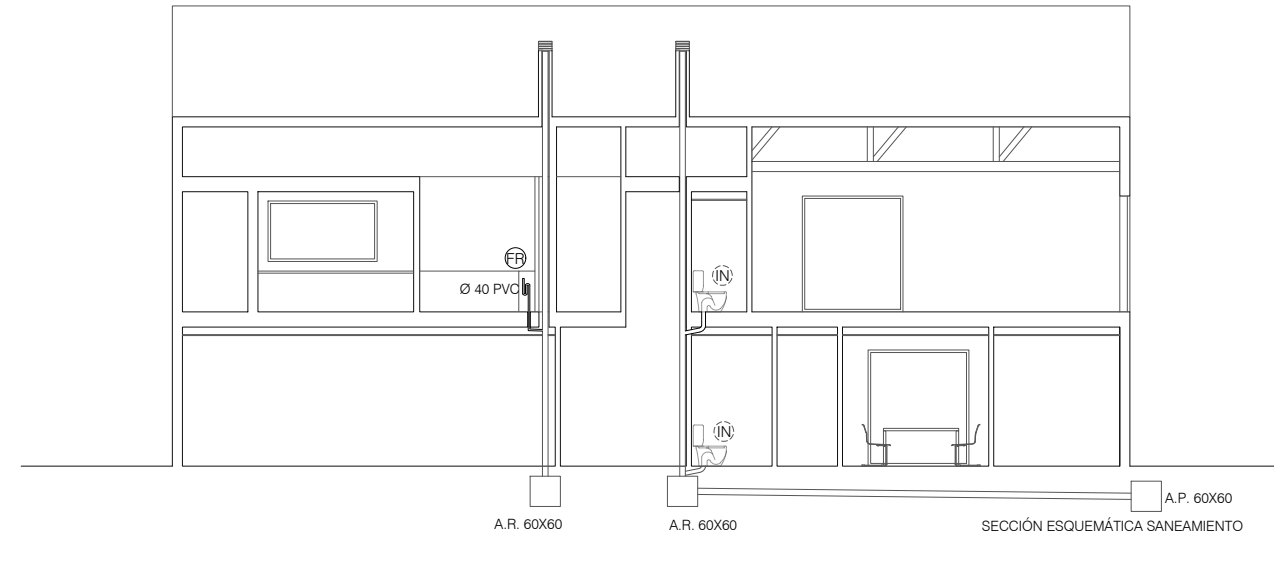 FR
IN
Ø 40 PVC
IN
A.P. 60X60
A.R. 60X60
A.R. 60X60
SECCIÓN ESQUEMÁTICA SANEAMIENTO